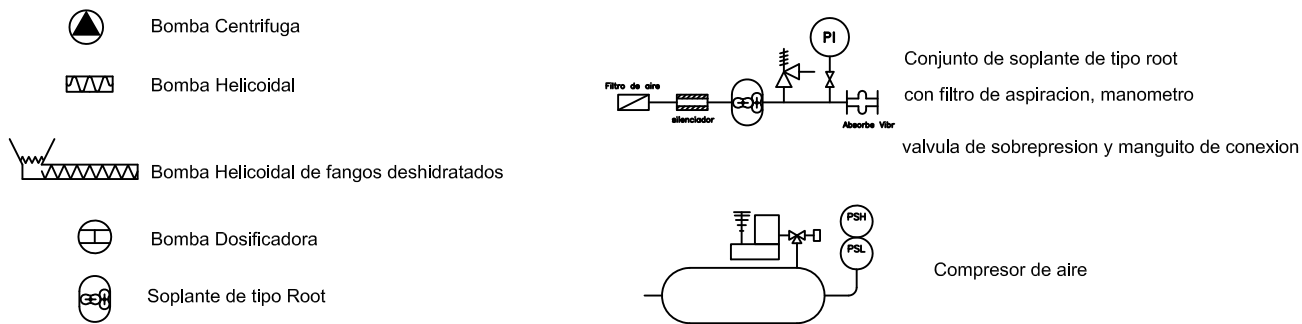 Bomba Centrifuga
Bomba Helicoidal
Bomba Helicoidal de fangos deshidratados
Bomba Dosificadora
Soplante de tipo Root
PI
Filtro de aire
silenciador
Absorbe Vibr
Conjunto de soplante de tipo root
con filtro de aspiracion, manometro
valvula de sobrepresion y manguito de conexion
PSH
PSL
Compresor de aire